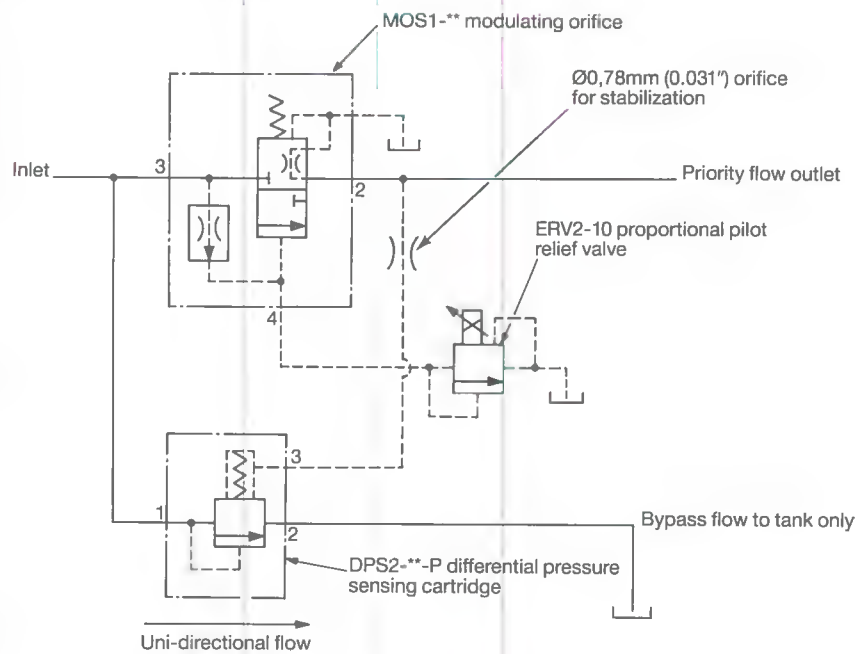 MOS1-** modulating orifice
Ø0,78mm (0.031″) orifice
for stabilization
Inlet
3
2
Priority flow outlet
ERV2-10 proportional pilot
relief valve
4
3
1
2
Bypass flow to tank only
DPS2-**-P differential pressure
sensing cartridge
Uni-directional flow